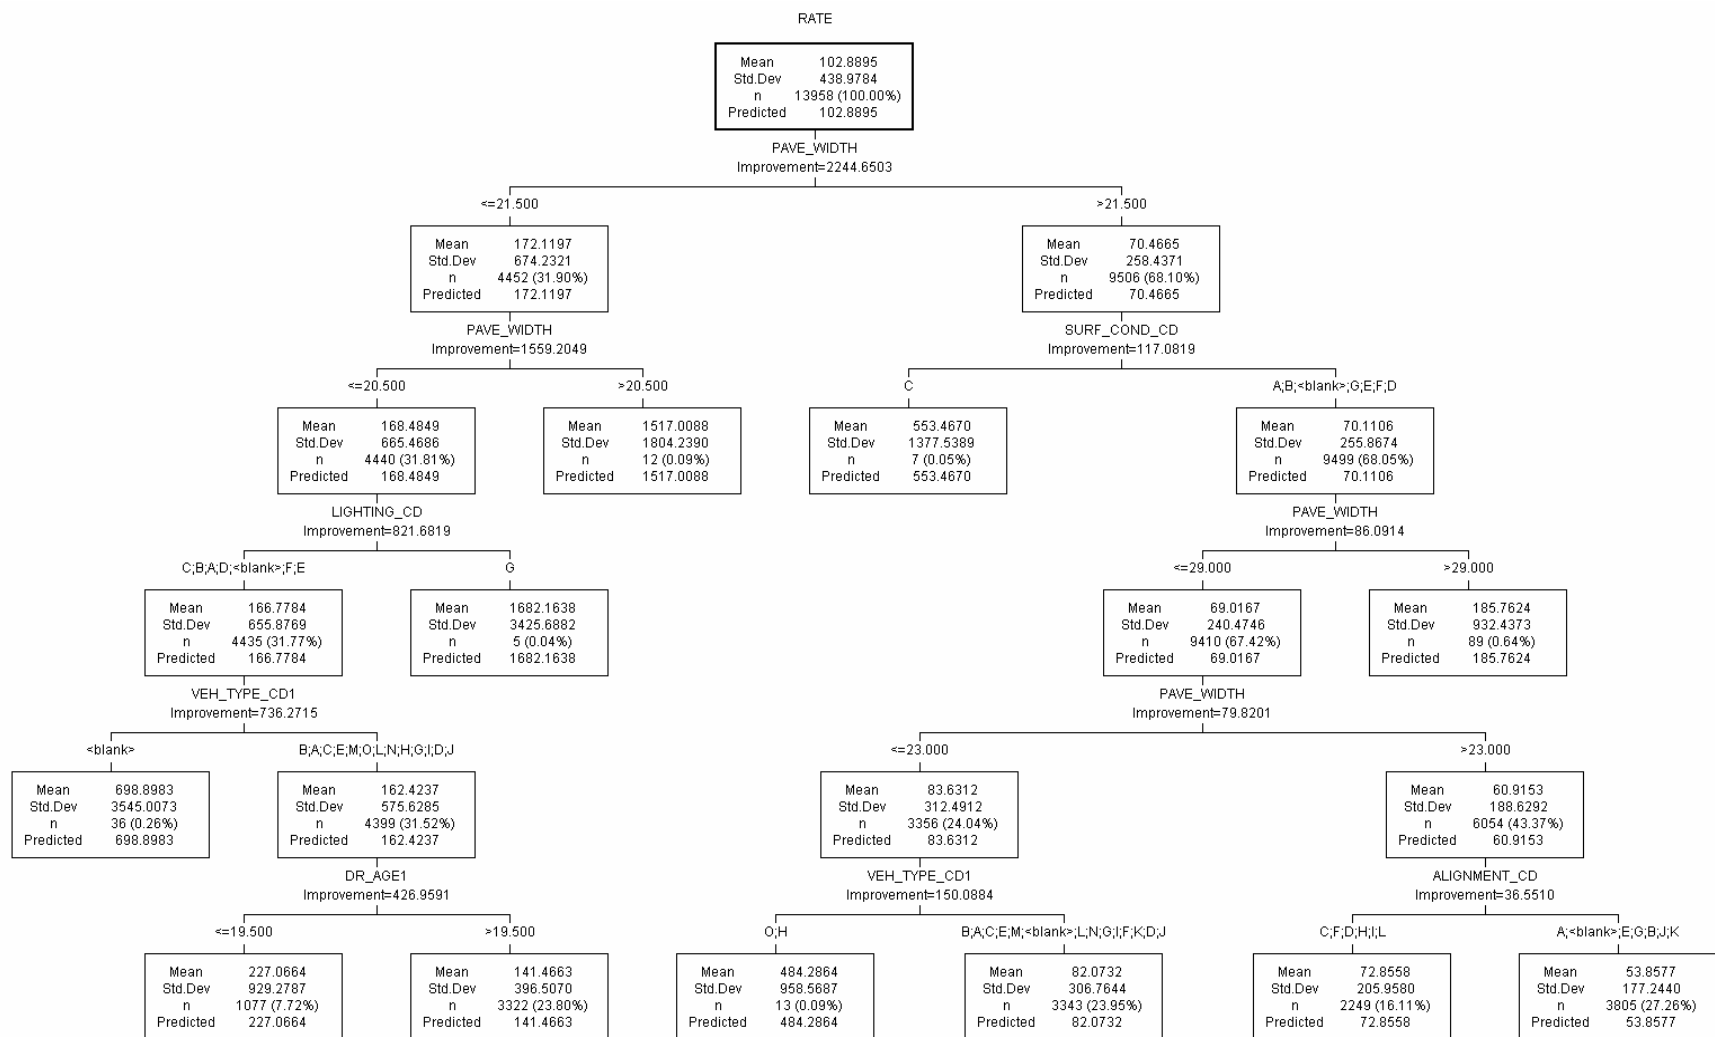 RATE
Mean 102.8895
Std.Dev 438.9784
n 13958 (100.00%)
Predicted 102.8895
PAVE_WIDTH
Improvement=2244.6503
<=21.500
>21.500
Mean 172.1197
Std.Dev 674.2321
n 4452 (31.90%)
Predicted 172.1197
Mean 70.4665
Std.Dev 258.4371
n 9506 (68.10%)
Predicted 70.4665
PAVE_WIDTH
Improvement=1559.2049
SURF_COND_CD
Improvement=117.0819
<=20.500
>20.500
C
A;B;<blank>;G;E;F;D
Mean 168.4849
Std.Dev 665.4686
n 4440 (31.81%)
Predicted 168.4849
Mean 1517.0088
Std.Dev 1804.2390
n 12 (0.09%)
Predicted 1517.0088
Mean 553.4670
Std.Dev 1377.5389
n 7 (0.05%)
Predicted 553.4670
Mean 70.1106
Std.Dev 255.8674
n 9499 (68.05%)
Predicted 70.1106
LIGHTING_CD
Improvement=821.6819
PAVE_WIDTH
Improvement=86.0914
C;B;A;D;<blank>;F;E
G
<=29.000
>29.000
Mean 166.7784
Std.Dev 655.8769
n 4435 (31.77%)
Predicted 166.7784
Mean 1682.1638
Std.Dev 3425.6882
n 5 (0.04%)
Predicted 1682.1638
Mean 69.0167
Std.Dev 240.4746
n 9410 (67.42%)
Predicted 69.0167
Mean 185.7624
Std.Dev 932.4373
n 89 (0.64%)
Predicted 185.7624
VEH_TYPE_CD1
Improvement=736.2715
PAVE_WIDTH
Improvement=79.8201
<blank>
B;A;C;E;M;O;L;N;H;G;I;D;J
<=23.000
>23.000
Mean 698.8983
Std.Dev 3545.0073
n 36 (0.26%)
Predicted 698.8983
Mean 162.4237
Std.Dev 575.6285
n 4399 (31.52%)
Predicted 162.4237
Mean 83.6312
Std.Dev 312.4912
n 3356 (24.04%)
Predicted 83.6312
Mean 60.9153
Std.Dev 188.6292
n 6054 (43.37%)
Predicted 60.9153
DR_AGE1
Improvement=426.9591
VEH_TYPE_CD1
Improvement=150.0884
ALIGNMENT_CD
Improvement=36.5510
<=19.500
>19.500
O;H
B;A;C;E;M;<blank>;L;N;G;I;F;K;D;J
C;F;D;H;I;L
A;<blank>;E;G;B;J;K
Mean 227.0664
Std.Dev 929.2787
n 1077 (7.72%)
Predicted 227.0664
Mean 141.4663
Std.Dev 396.5070
n 3322 (23.80%)
Predicted 141.4663
Mean 484.2864
Std.Dev 958.5687
n 13 (0.09%)
Predicted 484.2864
Mean 82.0732
Std.Dev 306.7644
n 3343 (23.95%)
Predicted 82.0732
Mean 72.8558
Std.Dev 205.9580
n 2249 (16.11%)
Predicted 72.8558
Mean 53.8577
Std.Dev 177.2440
n 3805 (27.26%)
Predicted 53.8577